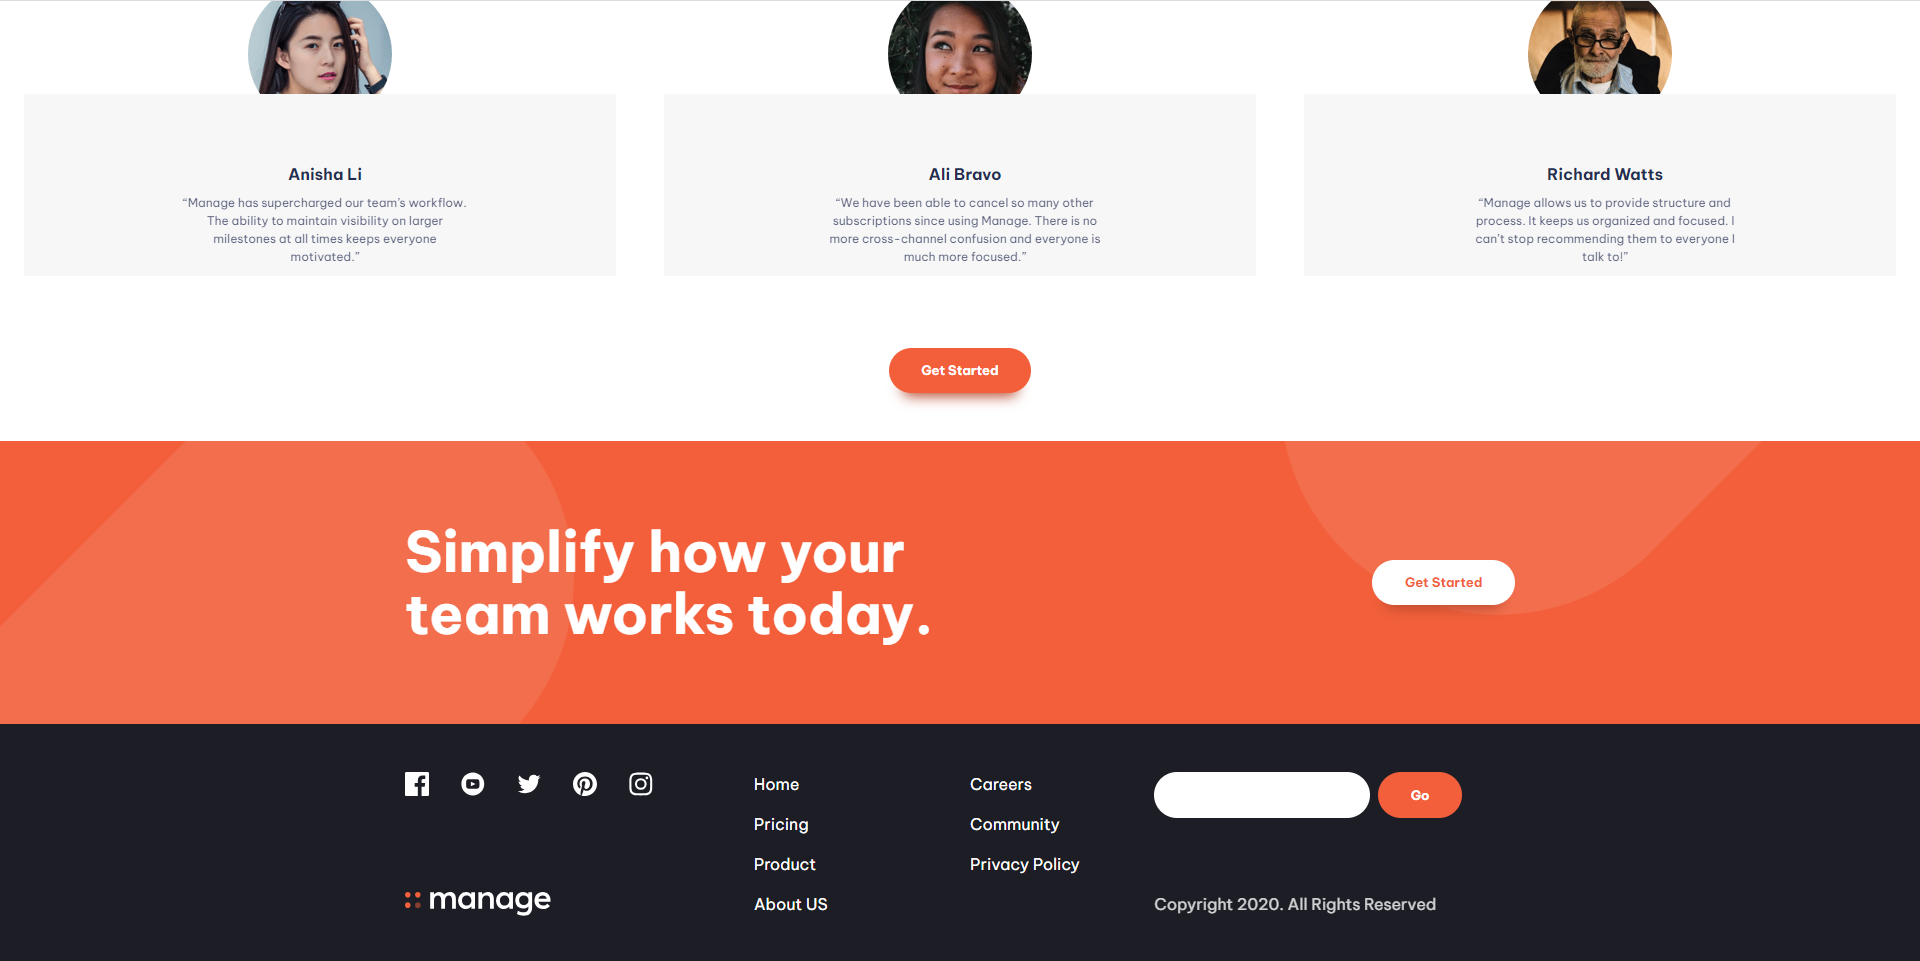 Anisha Li
“Manage has supercharged our team’s workflow.
The ability to maintain visibility on larger
milestones at all times keeps everyone
motivated.”
Ali Bravo
“We have been able to cancel so many other
subscriptions since using Manage. There is no
more cross-channel confusion and everyone is
much more focused.”
Richard Watts
“Manage allows us to provide structure and
process. It keeps us organized and focused. I
can’t stop recommending them to everyone I
talk to!”
Get Started
Simplify how your
team works today.
Get Started
manage
Home
Pricing
Product
About US
Careers
Community
Privacy Policy
Go
Copyright 2020. All Rights Reserved